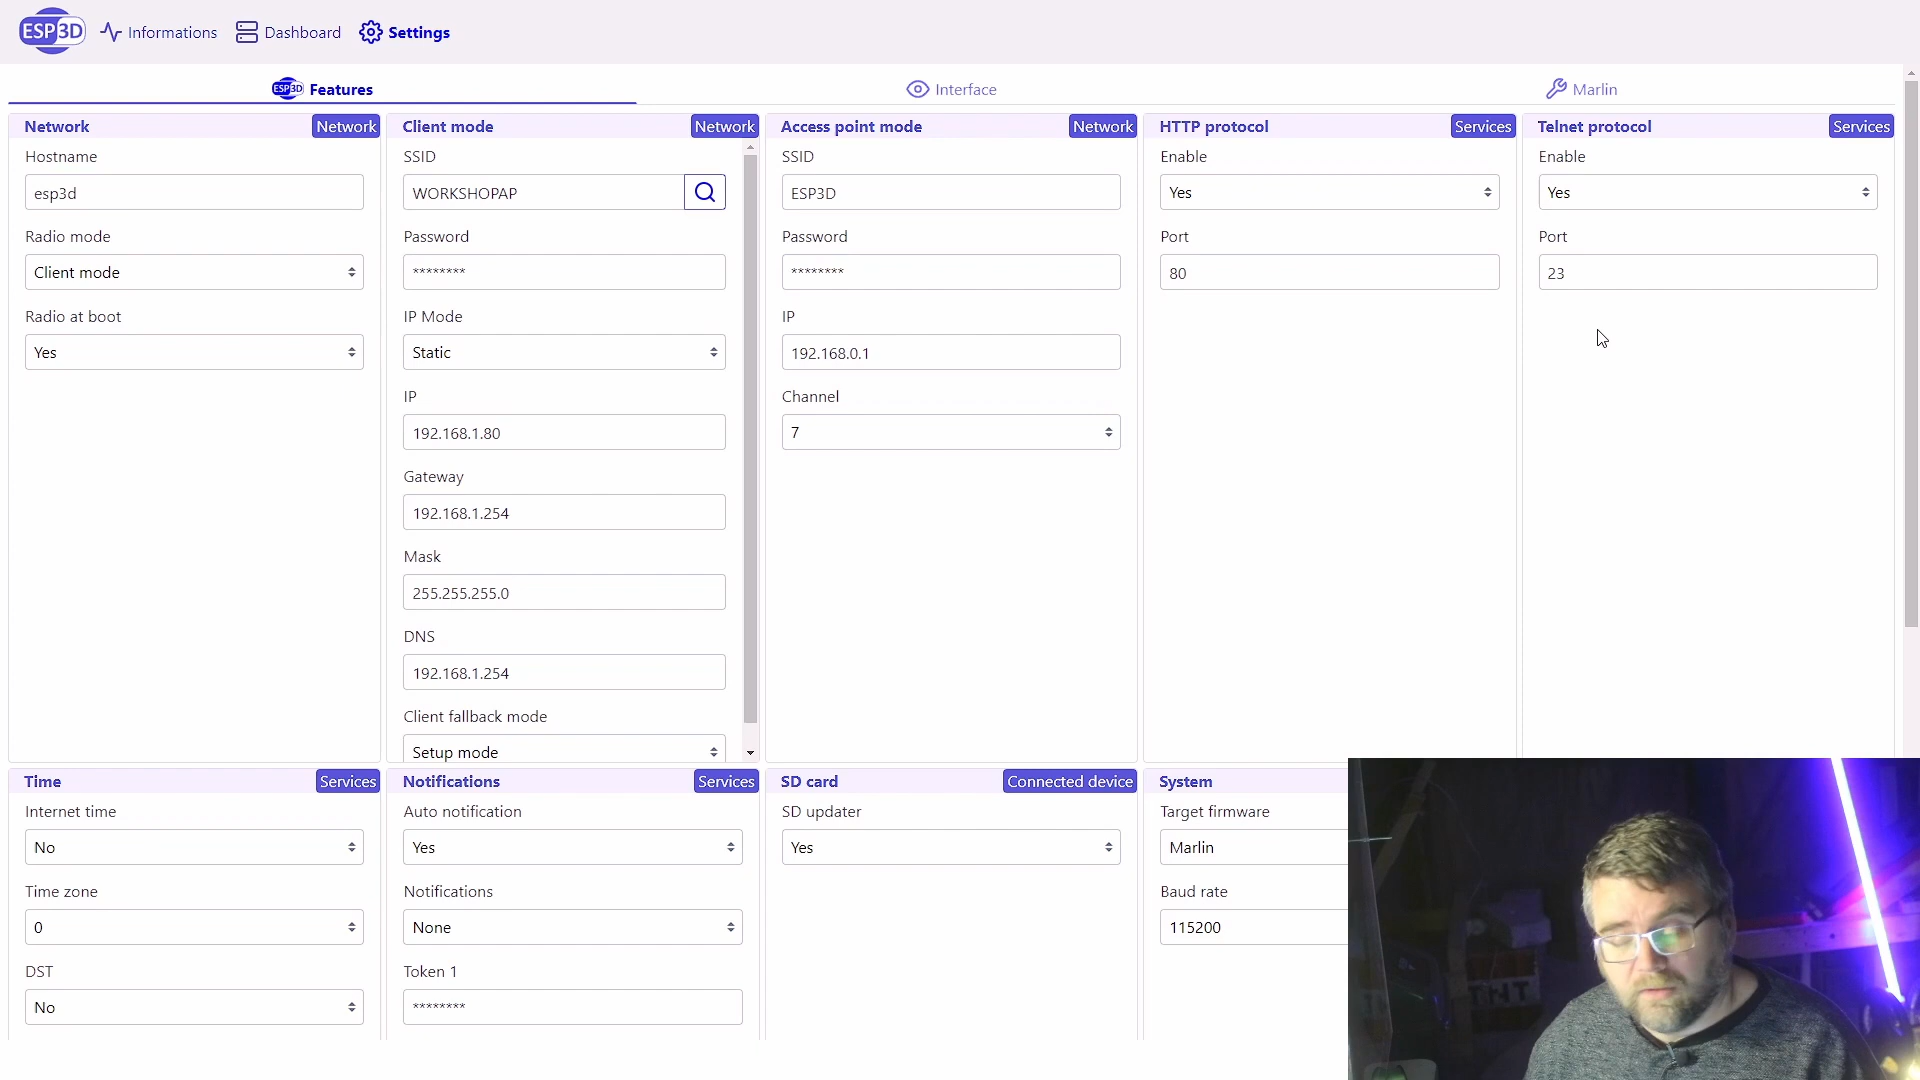 ESP3D
Informations
Dashboard
Settings
ESP3D
Features
Interface
Marlin
Network
Network
Hostname
esp3d
Radio mode
Client mode
Radio at boot
Yes
Client mode
Network
SSID
WORKSHOPAP
Password
********
IP Mode
Static
IP
192.168.1.80
Gateway
192.168.1.254
Mask
255.255.255.0
DNS
192.168.1.254
Client fallback mode
Setup mode
Access point mode
Network
SSID
ESP3D
Password
********
IP
192.168.0.1
Channel
7
HTTP protocol
Services
Enable
Yes
Port
80
Telnet protocol
Services
Enable
Yes
Port
23
Time
Services
Internet time
No
Time zone
0
DST
No
Notifications
Services
Auto notification
Yes
Notifications
None
Token 1
********
SD card
Connected device
SD updater
Yes
System
Target firmware
Marlin
Baud rate
115200
TNT